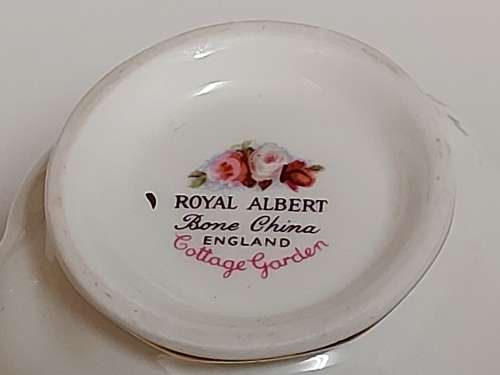 ROYAL ALBERT
Bone China
ENGLAND
Cottage Garden